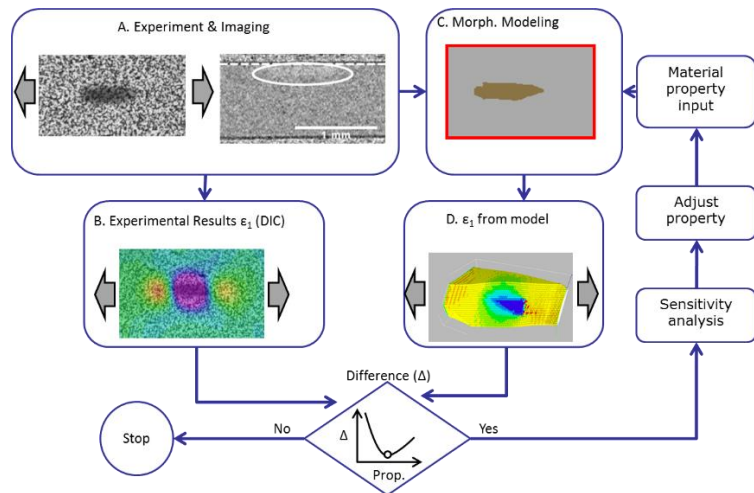 A. Experiment & Imaging
1 mm
C. Morph. Modeling
Material
property
input
B. Experimental Results ε₁ (DIC)
D. ε₁ from model
Adjust
property
Sensitivity
analysis
Difference (Δ)
Stop
No
Δ
Prop.
Yes